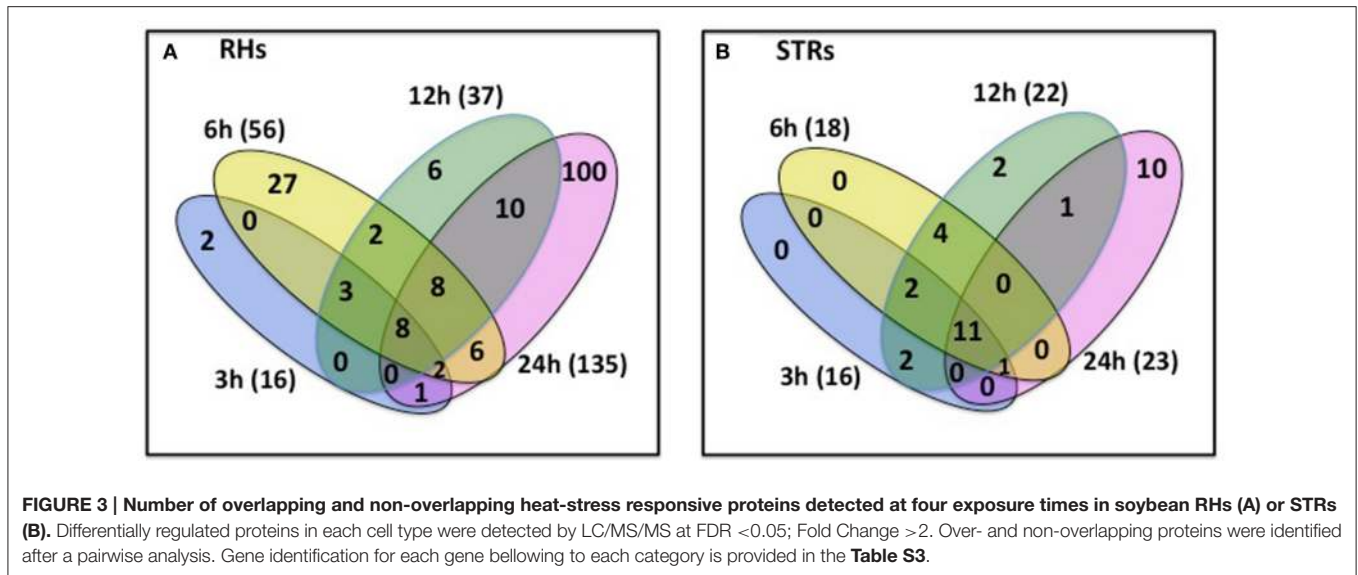 A RHs
12h (37)
6h (56)
6
100
27
10
0
2
2
3
8
8
6
0
0
2
24h (135)
3h (16)
1
B STRs
12h (22)
6h (18)
2
10
0
1
0
4
0
2
0
11
2
0
1
0
24h (23)
3h (16)
0
FIGURE 3 | Number of overlapping and non-overlapping heat-stress responsive proteins detected at four exposure times in soybean RHs (A) or STRs
(B). Differentially regulated proteins in each cell type were detected by LC/MS/MS at FDR <0.05; Fold Change >2. Over- and non-overlapping proteins were identified
after a pairwise analysis. Gene identification for each gene bellowing to each category is provided in the Table S3.